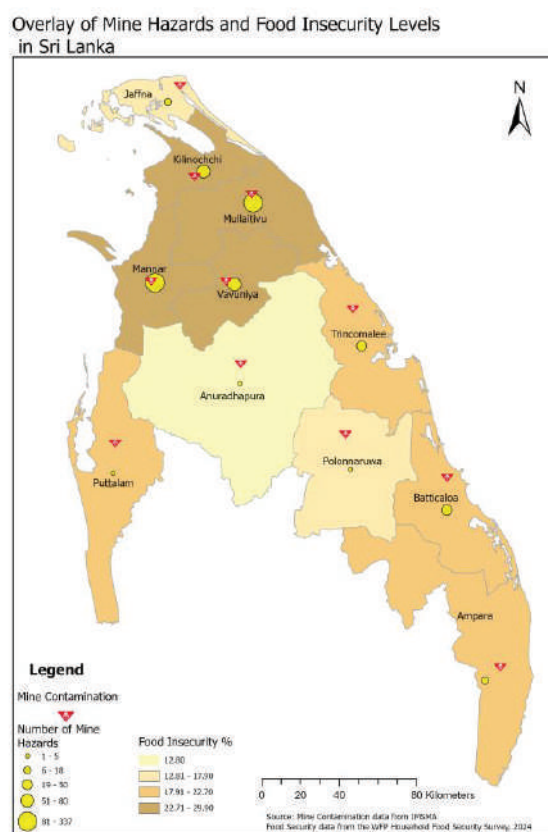 Overlay of Mine Hazards and Food Insecurity Levels
in Sri Lanka
N
Jaffna
Kilinochchi
Mullaitivu
Mannar
Vavuniya
Trincomalee
Anuradhapura
Polonnaruwa
Puttalam
Batticaloa
Ampara
Legend
Mine Contamination
Number of Mine
Hazards
1 - 5
6 - 18
19 - 30
51 - 80
81 - 337
Food Insecurity %
12.80
12.81 - 17.90
17.91 - 22.70
22.71 - 29.90
0 20 40 80 Kilometers
Source: Mine Contamination data from IMSMA
Food Security data from the WFP Household Food Security Survey, 2024